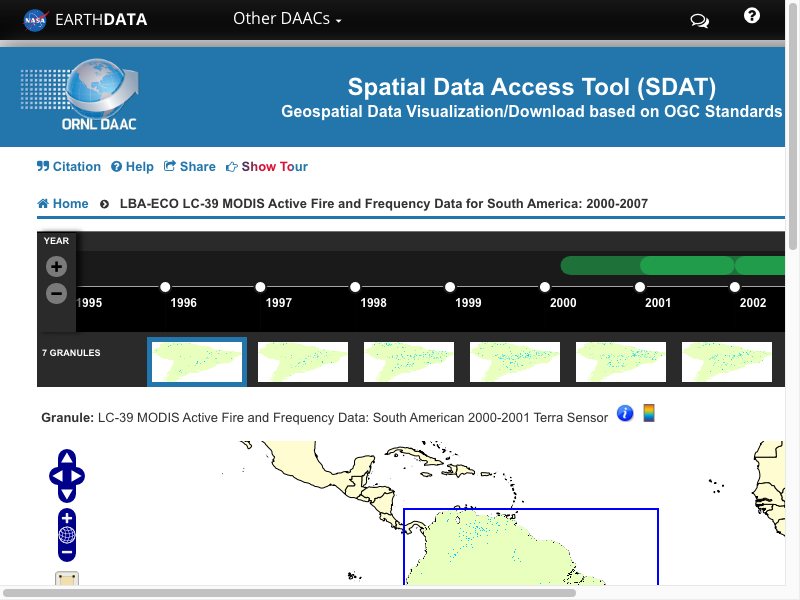 NASA EARTHDATA Other DAACs
ORNL DAAC
Spatial Data Access Tool (SDAT)
Geospatial Data Visualization/Download based on OGC Standards
Citation Help Share Show Tour
Home LBA-ECO LC-39 MODIS Active Fire and Frequency Data for South America: 2000-2007
YEAR
1995 1996 1997 1998 1999 2000 2001 2002
7 GRANULES
Granule: LC-39 MODIS Active Fire and Frequency Data: South American 2000-2001 Terra Sensor